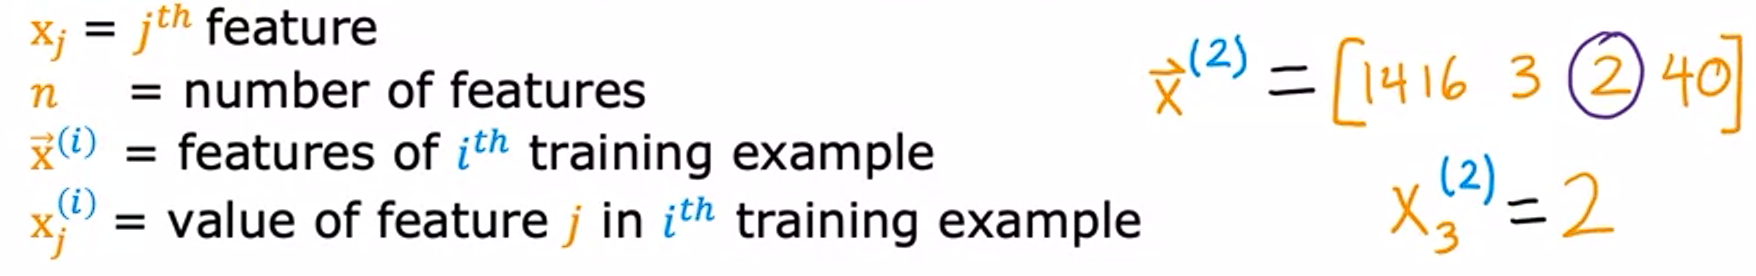 xⱼ = jᵗʰ feature
n = number of features
x⃗⁽ⁱ⁾ = features of iᵗʰ training example
xⱼ⁽ⁱ⁾ = value of feature j in iᵗʰ training example
x⃗⁽²⁾ = [1416 3 2 40]
x₃⁽²⁾ = 2